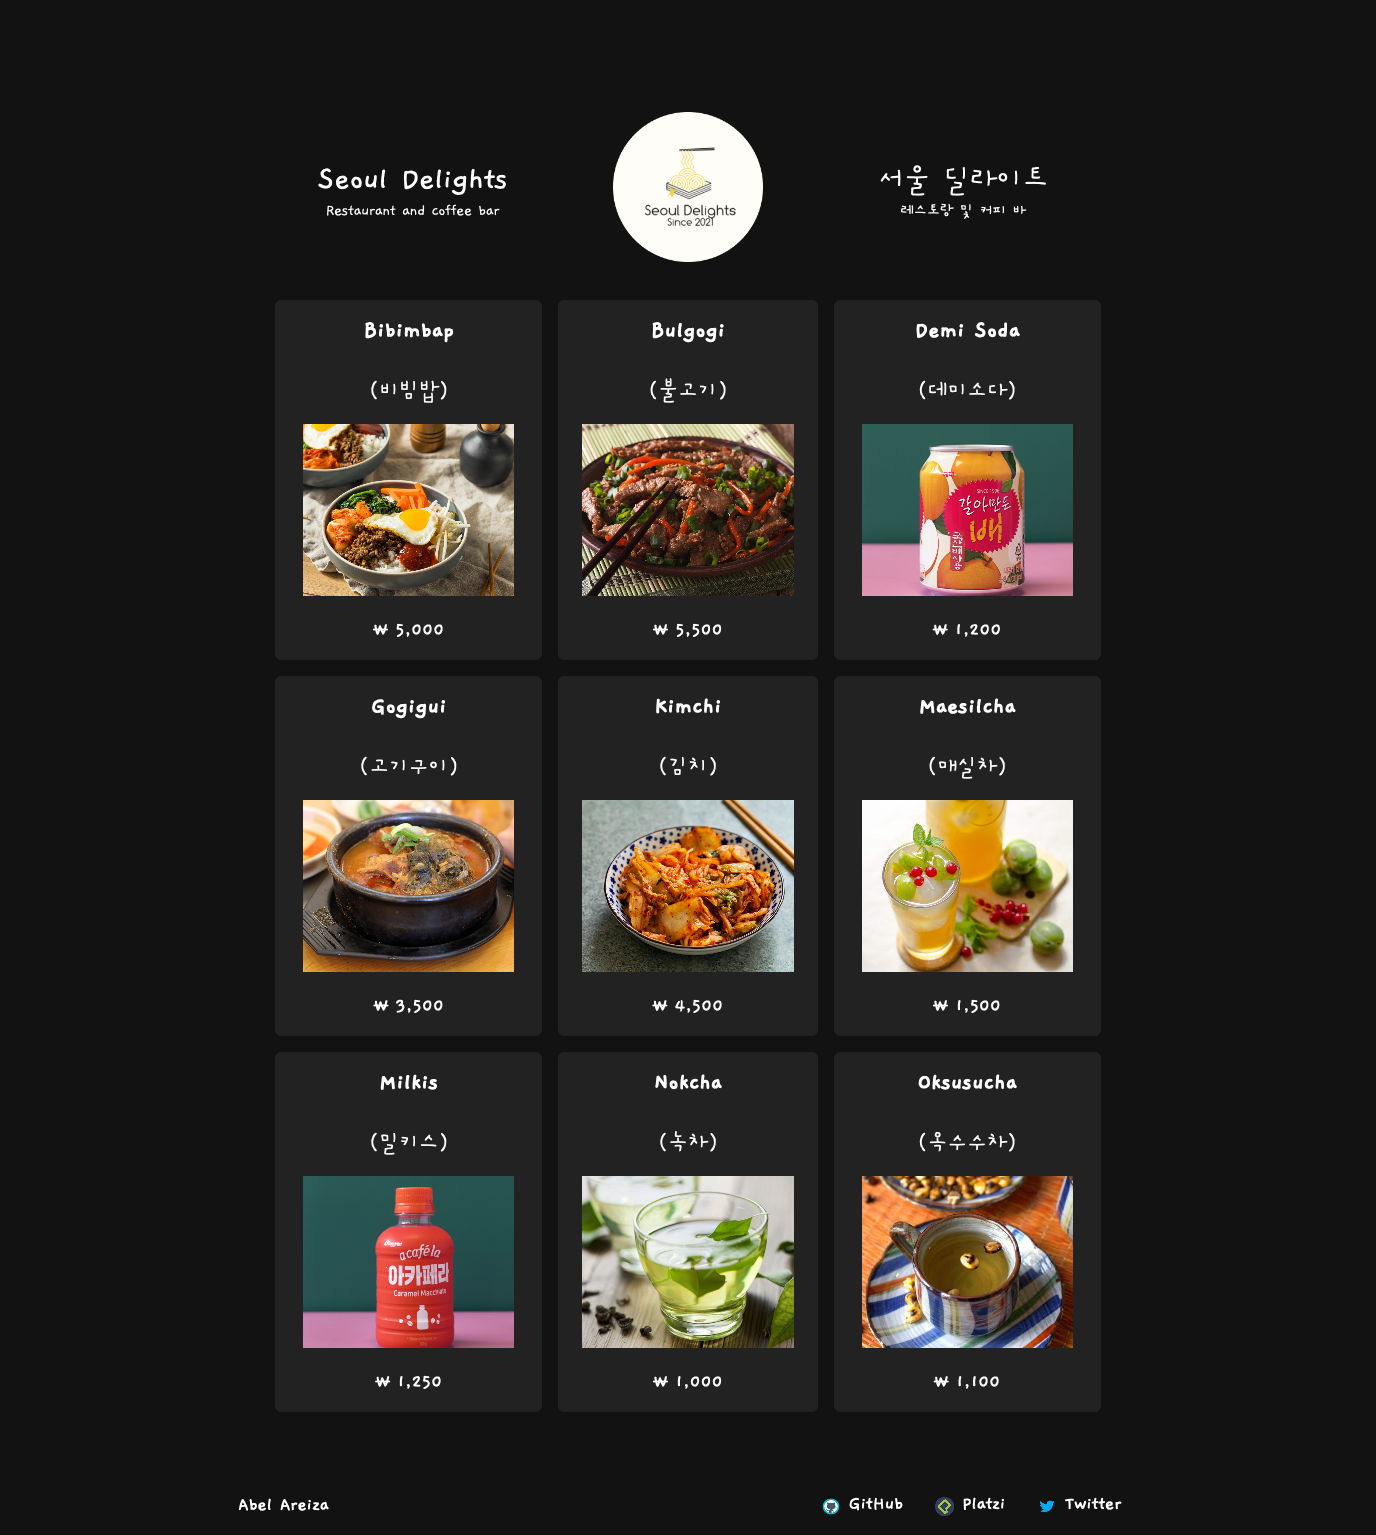 Seoul Delights
Restaurant and coffee bar
Seoul Delights
Since 2021
서울 딜라이트
레스토랑 및 커피 바
Bibimbap
(비빔밥)
₩ 5,000
Bulgogi
(불고기)
₩ 5,500
Demi Soda
(데미소다)
SINCE 1996
갈아만든
배
₩ 1,200
Gogigui
(고기구이)
₩ 3,500
Kimchi
(김치)
₩ 4,500
Maesilcha
(매실차)
₩ 1,500
Milkis
(밀키스)
a café la
아카페라
Caramel Macchiato
₩ 1,250
Nokcha
(녹차)
₩ 1,000
Oksusucha
(옥수수차)
₩ 1,100
Abel Areiza
GitHub
Platzi
Twitter